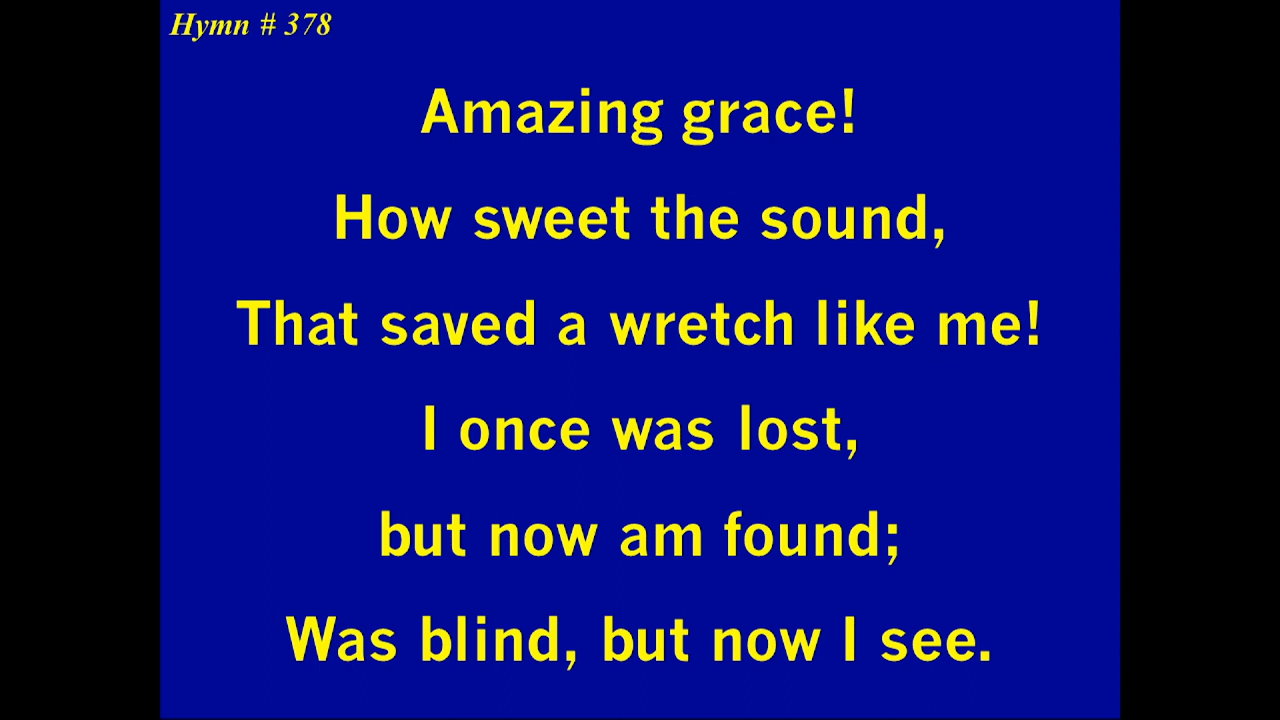 Hymn # 378
Amazing grace!
How sweet the sound,
That saved a wretch like me!
I once was lost,
but now am found;
Was blind, but now I see.